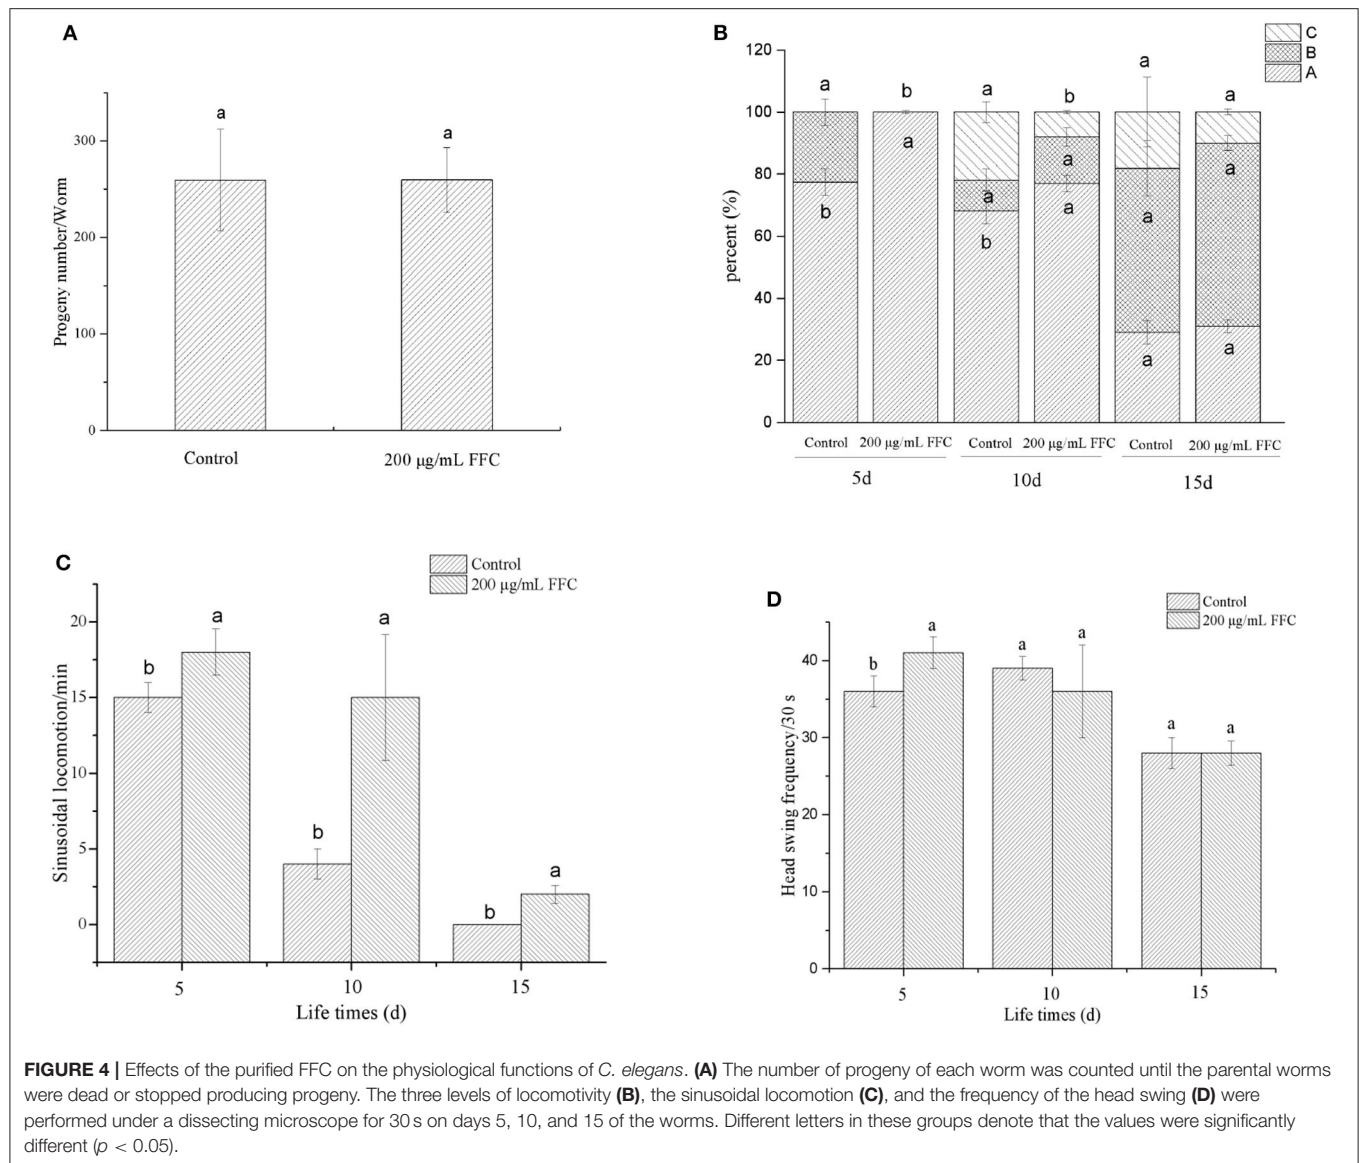 A
Progeny number/Worm
300
200
100
0
a
a
Control
200 µg/mL FFC
B
C
B
A
percent (%)
120
100
80
60
40
20
0
a b a b a a
b a a a a a
b a a a
Control 200 µg/mL FFC Control 200 µg/mL FFC Control 200 µg/mL FFC
5d 10d 15d
C
Control
200 µg/mL FFC
Sinusoidal locomotion/min
20
15
10
5
0
b a b a b a
5 10 15
Life times (d)
D
Control
200 µg/mL FFC
Head swing frequency/30 s
40
30
20
10
0
b a a a a a
5 10 15
Life times (d)
FIGURE 4 | Effects of the purified FFC on the physiological functions of C. elegans. (A) The number of progeny of each worm was counted until the parental worms
were dead or stopped producing progeny. The three levels of locomotivity (B), the sinusoidal locomotion (C), and the frequency of the head swing (D) were
performed under a dissecting microscope for 30 s on days 5, 10, and 15 of the worms. Different letters in these groups denote that the values were significantly
different (p < 0.05).